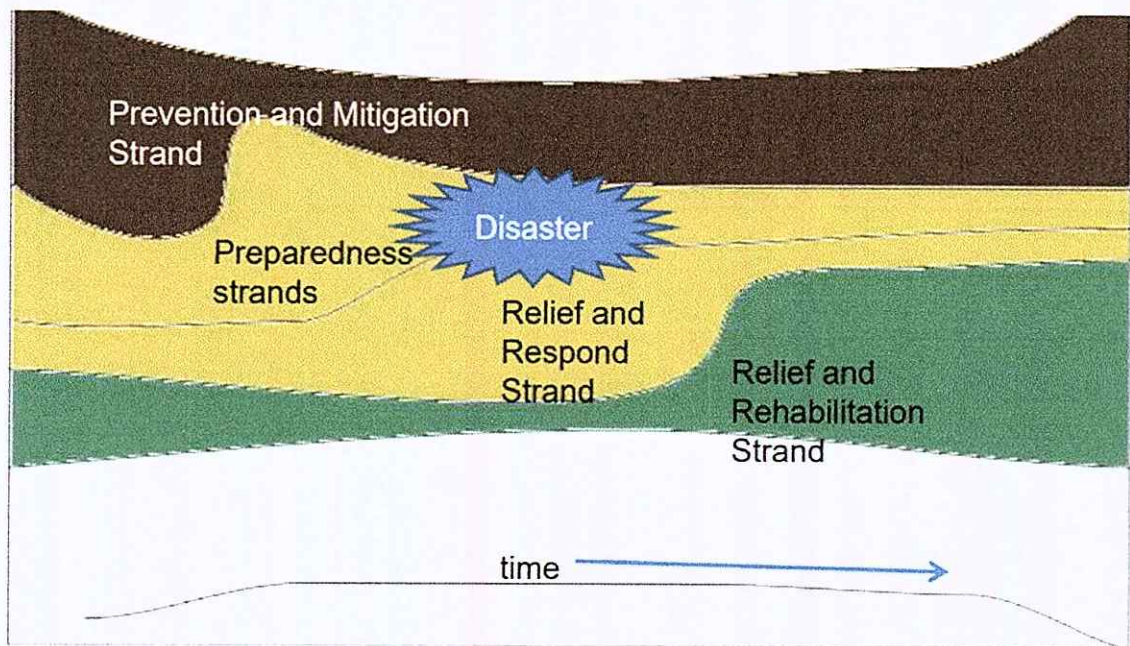 Prevention and Mitigation
Strand
Disaster
Preparedness
strands
Relief and
Respond
Strand
Relief and
Rehabilitation
Strand
time